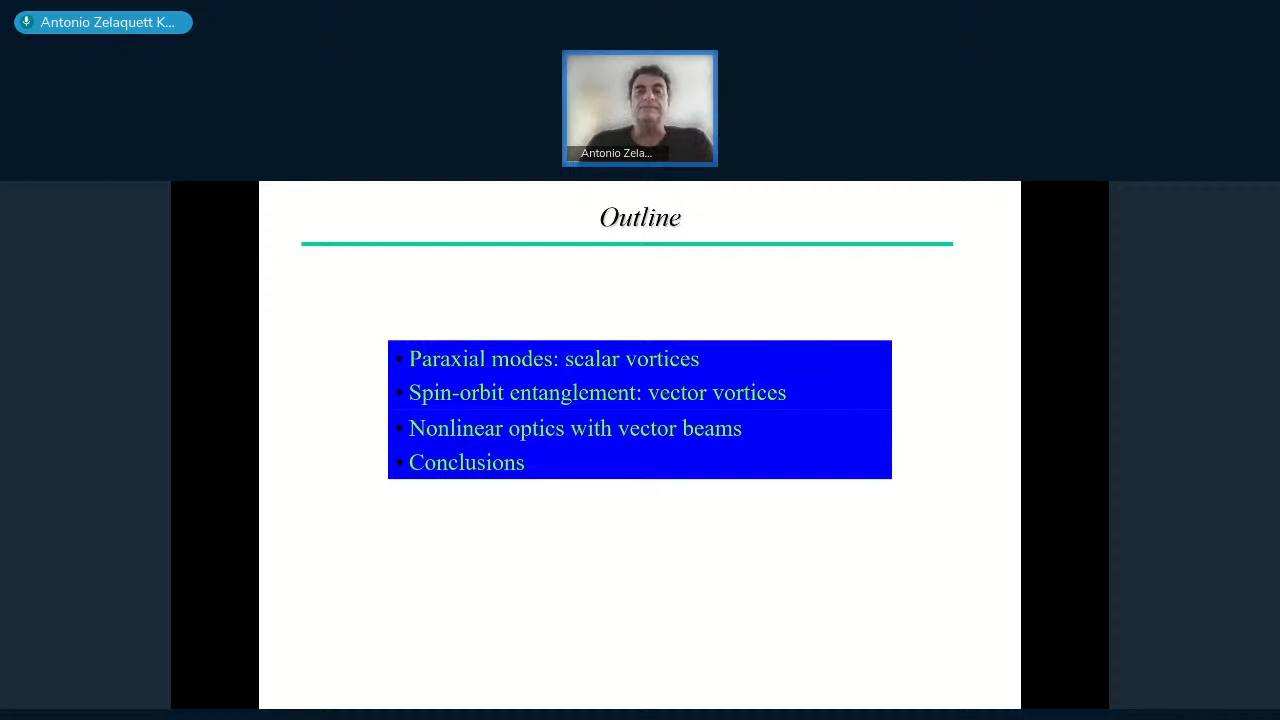 Antonio Zelaquett K...
Antonio Zela...
Outline
• Paraxial modes: scalar vortices
• Spin-orbit entanglement: vector vortices
• Nonlinear optics with vector beams
• Conclusions